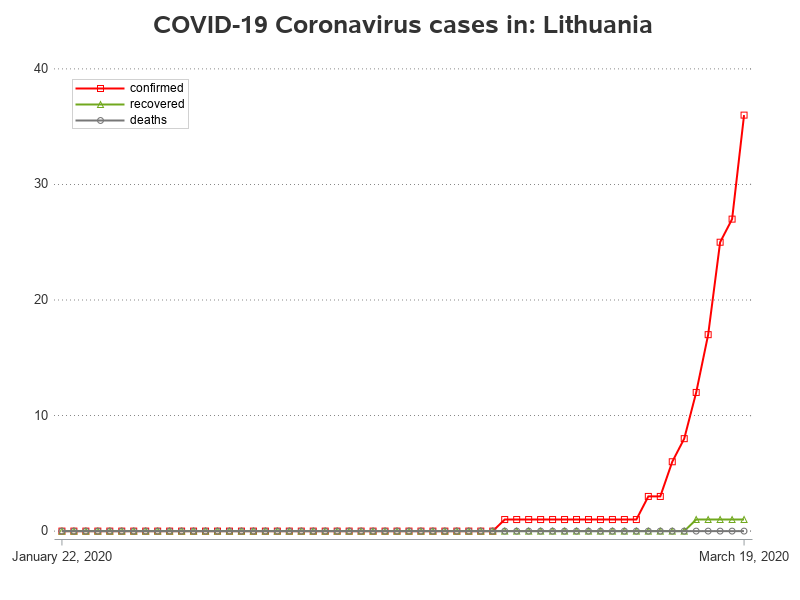 COVID-19 Coronavirus cases in: Lithuania
40
confirmed
recovered
deaths
30
20
10
0
January 22, 2020
March 19, 2020